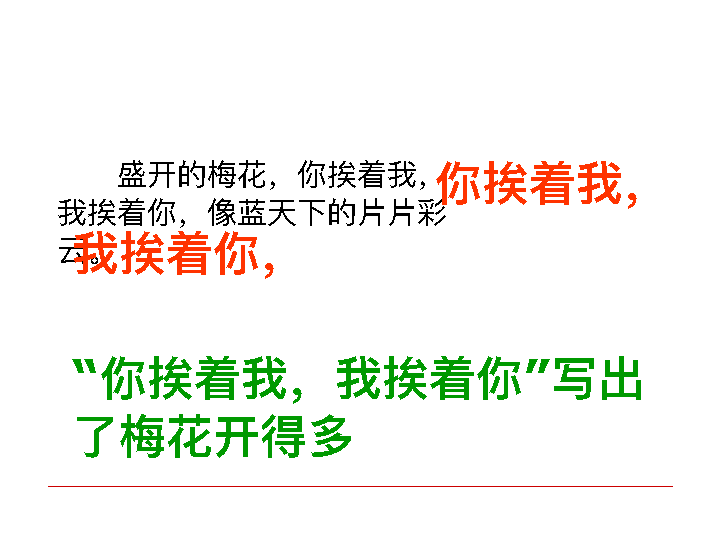 盛开的梅花，你挨着我，
我挨着你，像蓝天下的片片彩
云。
你挨着我，
我挨着你，
“你挨着我，我挨着你”写出
了梅花开得多